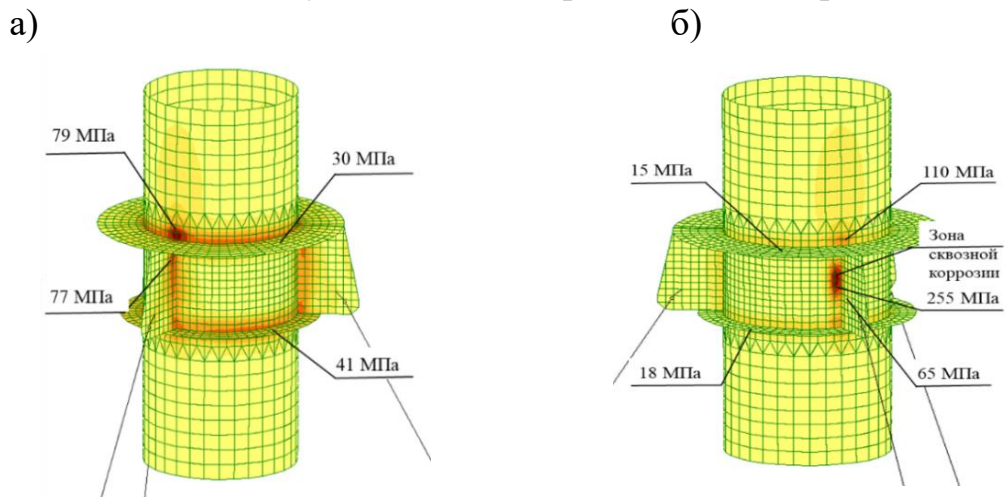 а)
б)
79 МПа
30 МПа
77 МПа
41 МПа
15 МПа
110 МПа
Зона
сквозной
коррозии
255 МПа
18 МПа
65 МПа